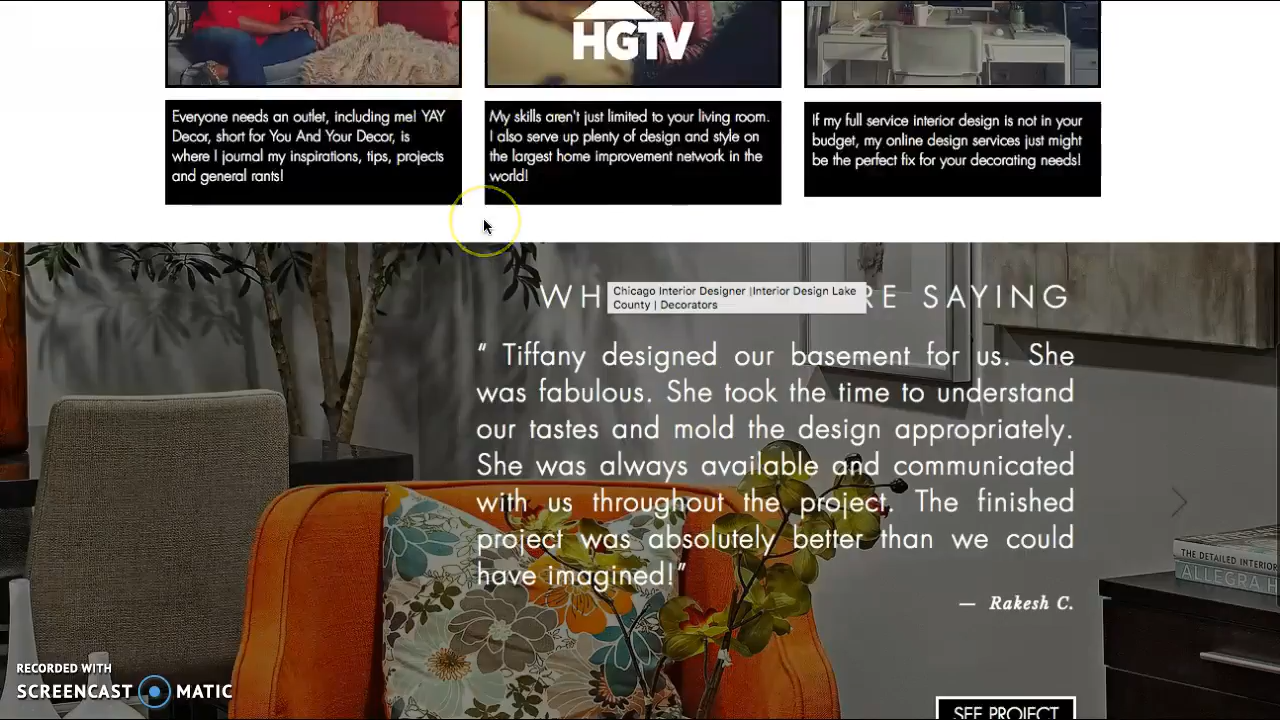 HGTV
Everyone needs an outlet, including me! YAY
Decor, short for You And Your Decor, is
where I journal my inspirations, tips, projects
and general rants!
My skills aren't just limited to your living room.
I also serve up plenty of design and style on
the largest home improvement network in the
world!
If my full service interior design is not in your
budget, my online design services just might
be the perfect fix for your decorating needs!
WH RE SAYING
Chicago Interior Designer |Interior Design Lake
County | Decorators
“ Tiffany designed our basement for us. She
was fabulous. She took the time to understand
our tastes and mold the design appropriately.
She was always available and communicated
with us throughout the project. The finished
project was absolutely better than we could
have imagined!”
— Rakesh C.
THE DETAILED INTERIOR
ALLEGRA H
SEE PROJECT
RECORDED WITH
SCREENCAST MATIC